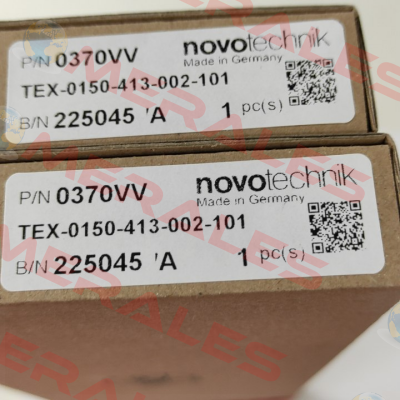 P/N 0370VV novotechnik
Made in Germany
TEX-0150-413-002-101
B/N 225045 'A 1 pc(s)
P/N 0370VV novotechnik
Made in Germany
TEX-0150-413-002-101
B/N 225045 'A 1 pc(s)
MERALES